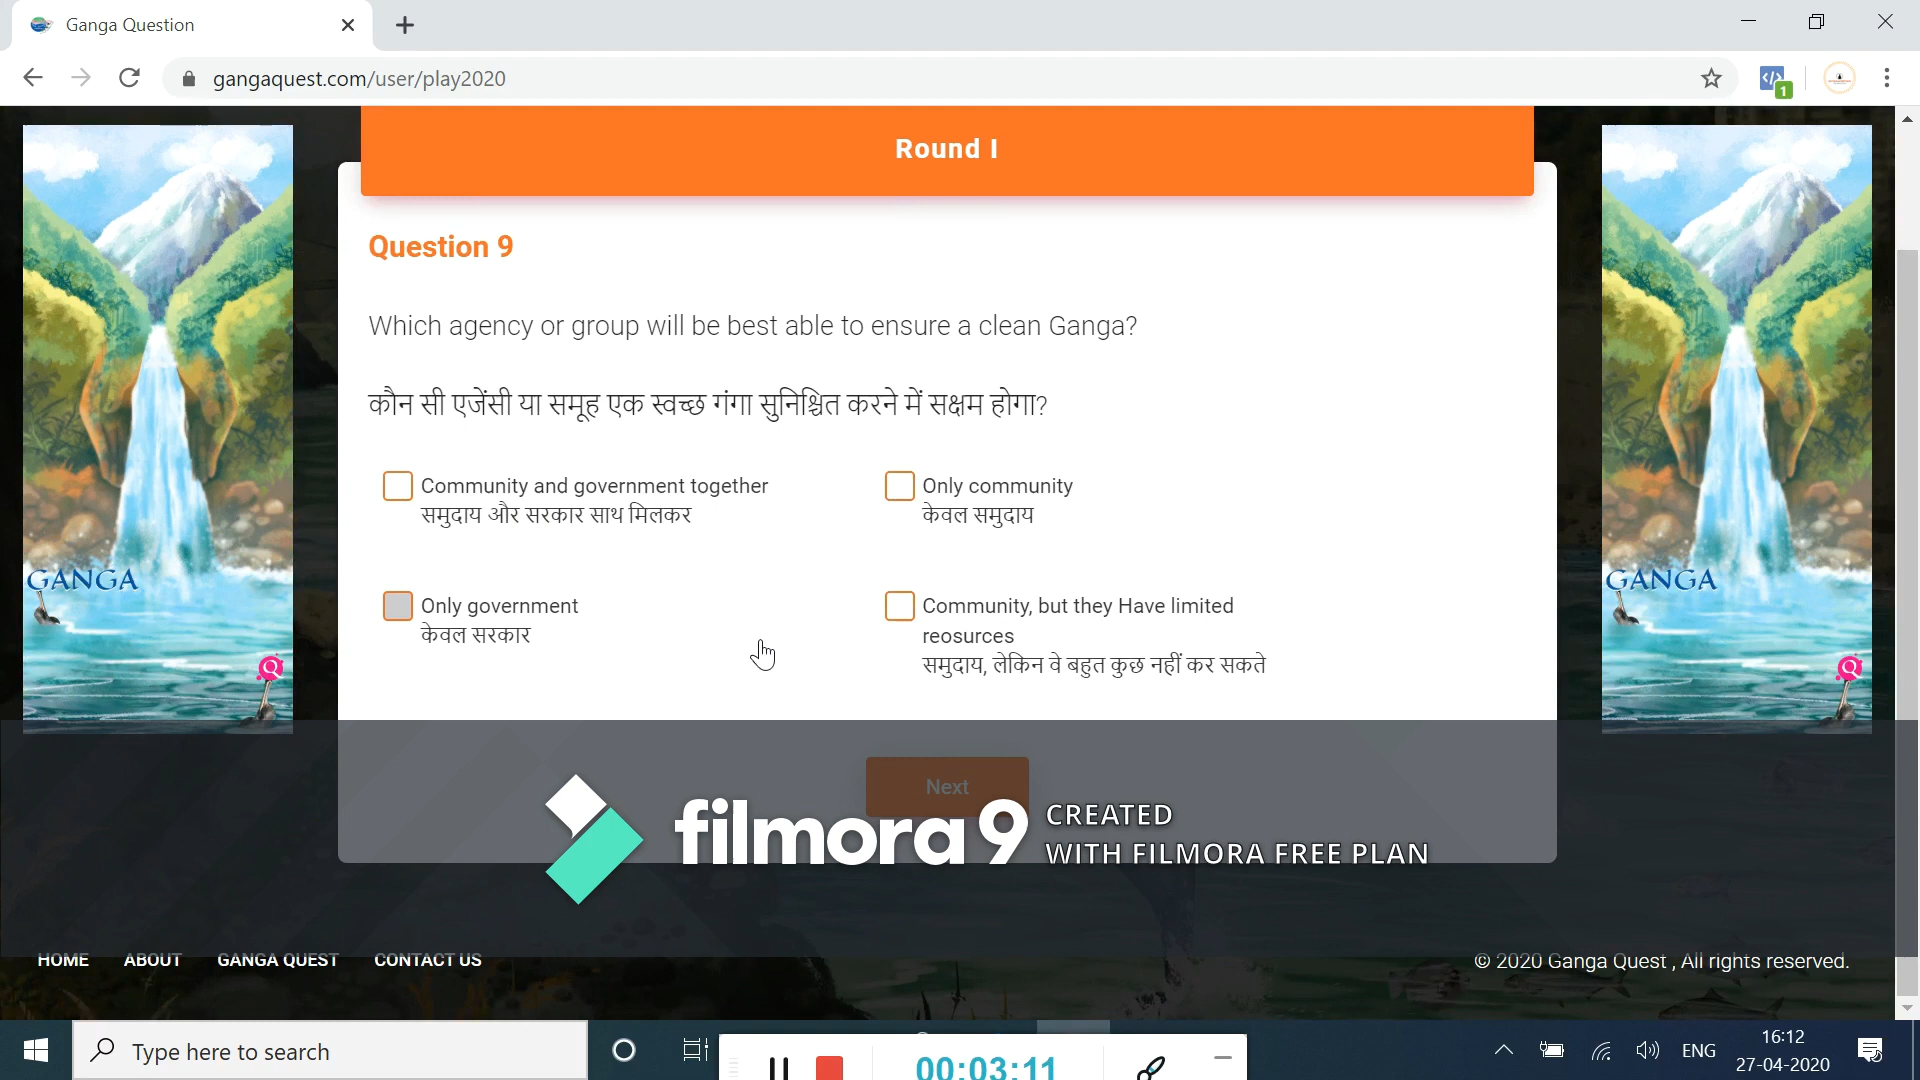 Ganga Question
gangaquest.com/user/play2020
1
Round I
Question 9
Which agency or group will be best able to ensure a clean Ganga?
कौन सी एजेंसी या समूह एक स्वच्छ गंगा सुनिश्चित करने में सक्षम होगा?
Community and government together
समुदाय और सरकार साथ मिलकर
Only community
केवल समुदाय
Only government
केवल सरकार
Community, but they Have limited
reosurces
समुदाय, लेकिन वे बहुत कुछ नहीं कर सकते
GANGA
GANGA
Next
filmora9
CREATED
WITH FILMORA FREE PLAN
HOME ABOUT GANGA QUEST CONTACT US
© 2020 Ganga Quest , All rights reserved.
Type here to search
00:03:11
ENG
16:12
27-04-2020